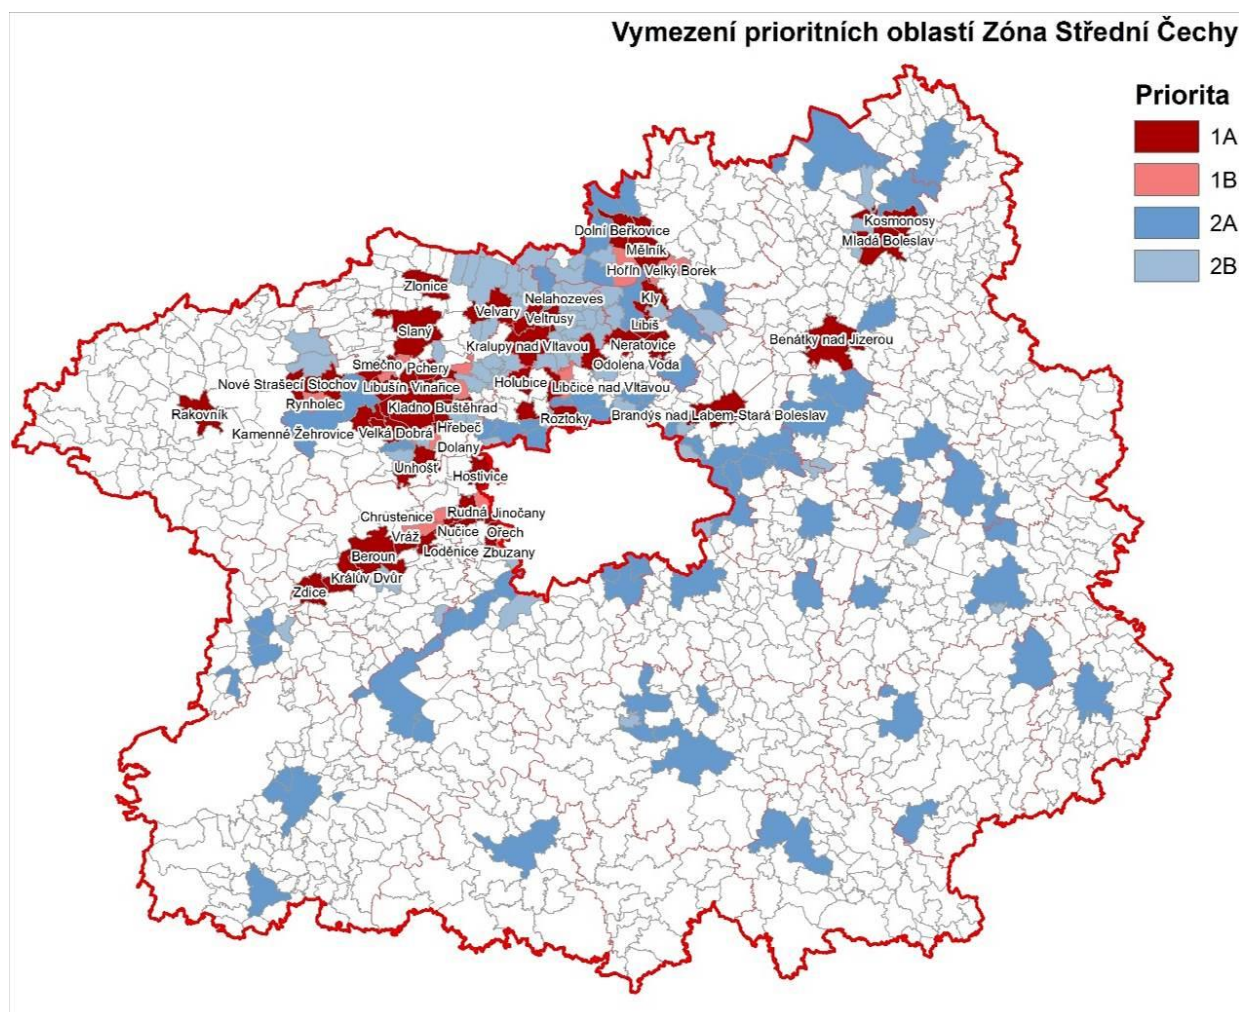 Vymezení prioritních oblastí Zóna Střední Čechy
Priorita
1A
1B
2A
2B
Kosmonosy
Mladá Boleslav
Dolní Beřkovice
Mělník
Hořín Velký Borek
Zlonice
Nelahozeves
Kly
Velvary
Veltrusy
Slaný
Libiš
Benátky nad Jizerou
Kralupy nad Vltavou
Neratovice
Smečno
Pchery
Odolena Voda
Nové Strašecí Stochov
Libušín Vinařice
Holubice
Libčice nad Vltavou
Rynholec
Kladno Buštěhrad
Rakovník
Roztoky
Brandýs nad Labem-Stará Boleslav
Kamenné Žehrovice
Velká Dobrá
Hřebeč
Dolany
Unhošť
Hostivice
Chrustenice
Rudná
Jinočany
Vráž
Nučice
Ořech
Beroun
Loděnice
Zbuzany
Králův Dvůr
Zdice